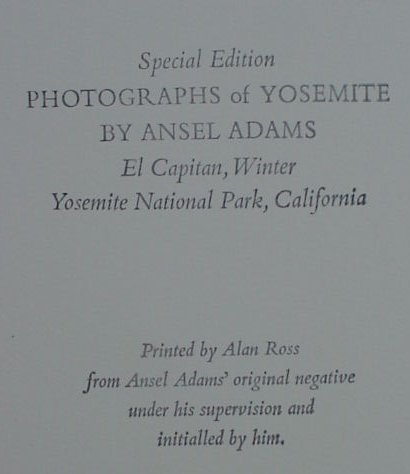 Special Edition
PHOTOGRAPHS of YOSEMITE
BY ANSEL ADAMS
El Capitan, Winter
Yosemite National Park, California
Printed by Alan Ross
from Ansel Adams' original negative
under his supervision and
initialled by him.